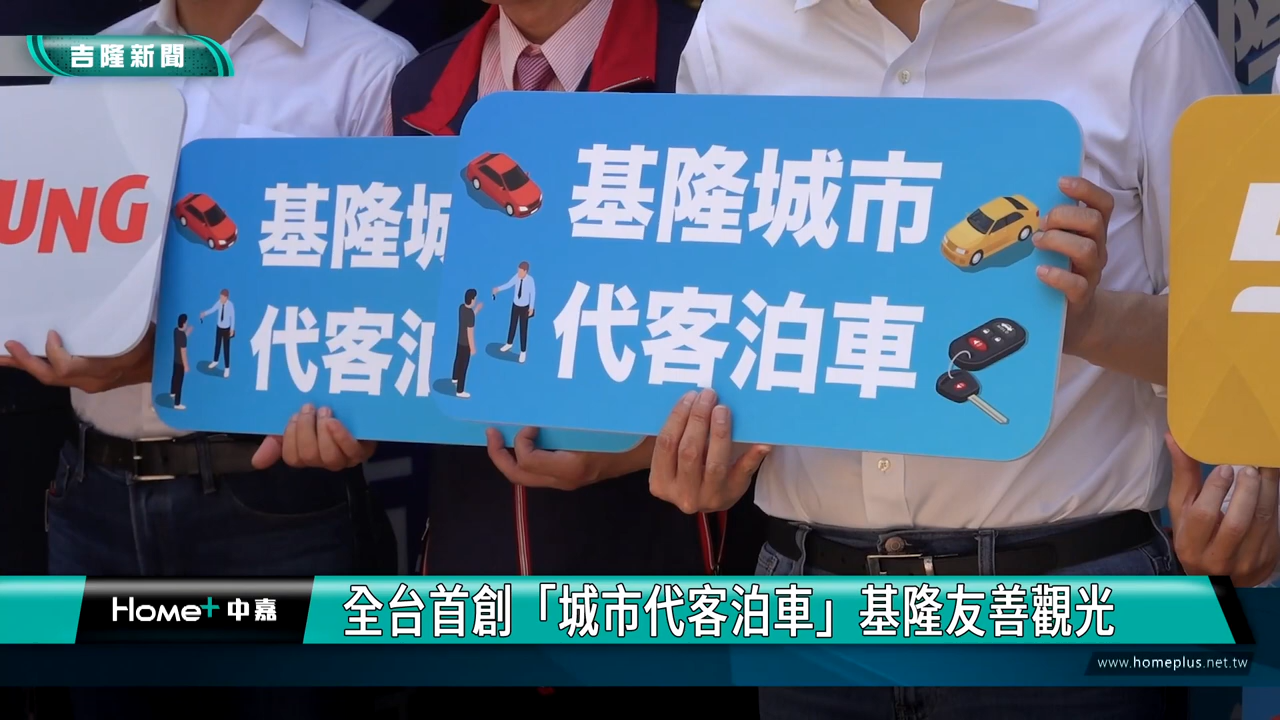 吉隆新聞
UNG
基隆城
代客泊
基隆城市
代客泊車
Home+中嘉
全台首創「城市代客泊車」基隆友善觀光
www.homeplus.net.tw